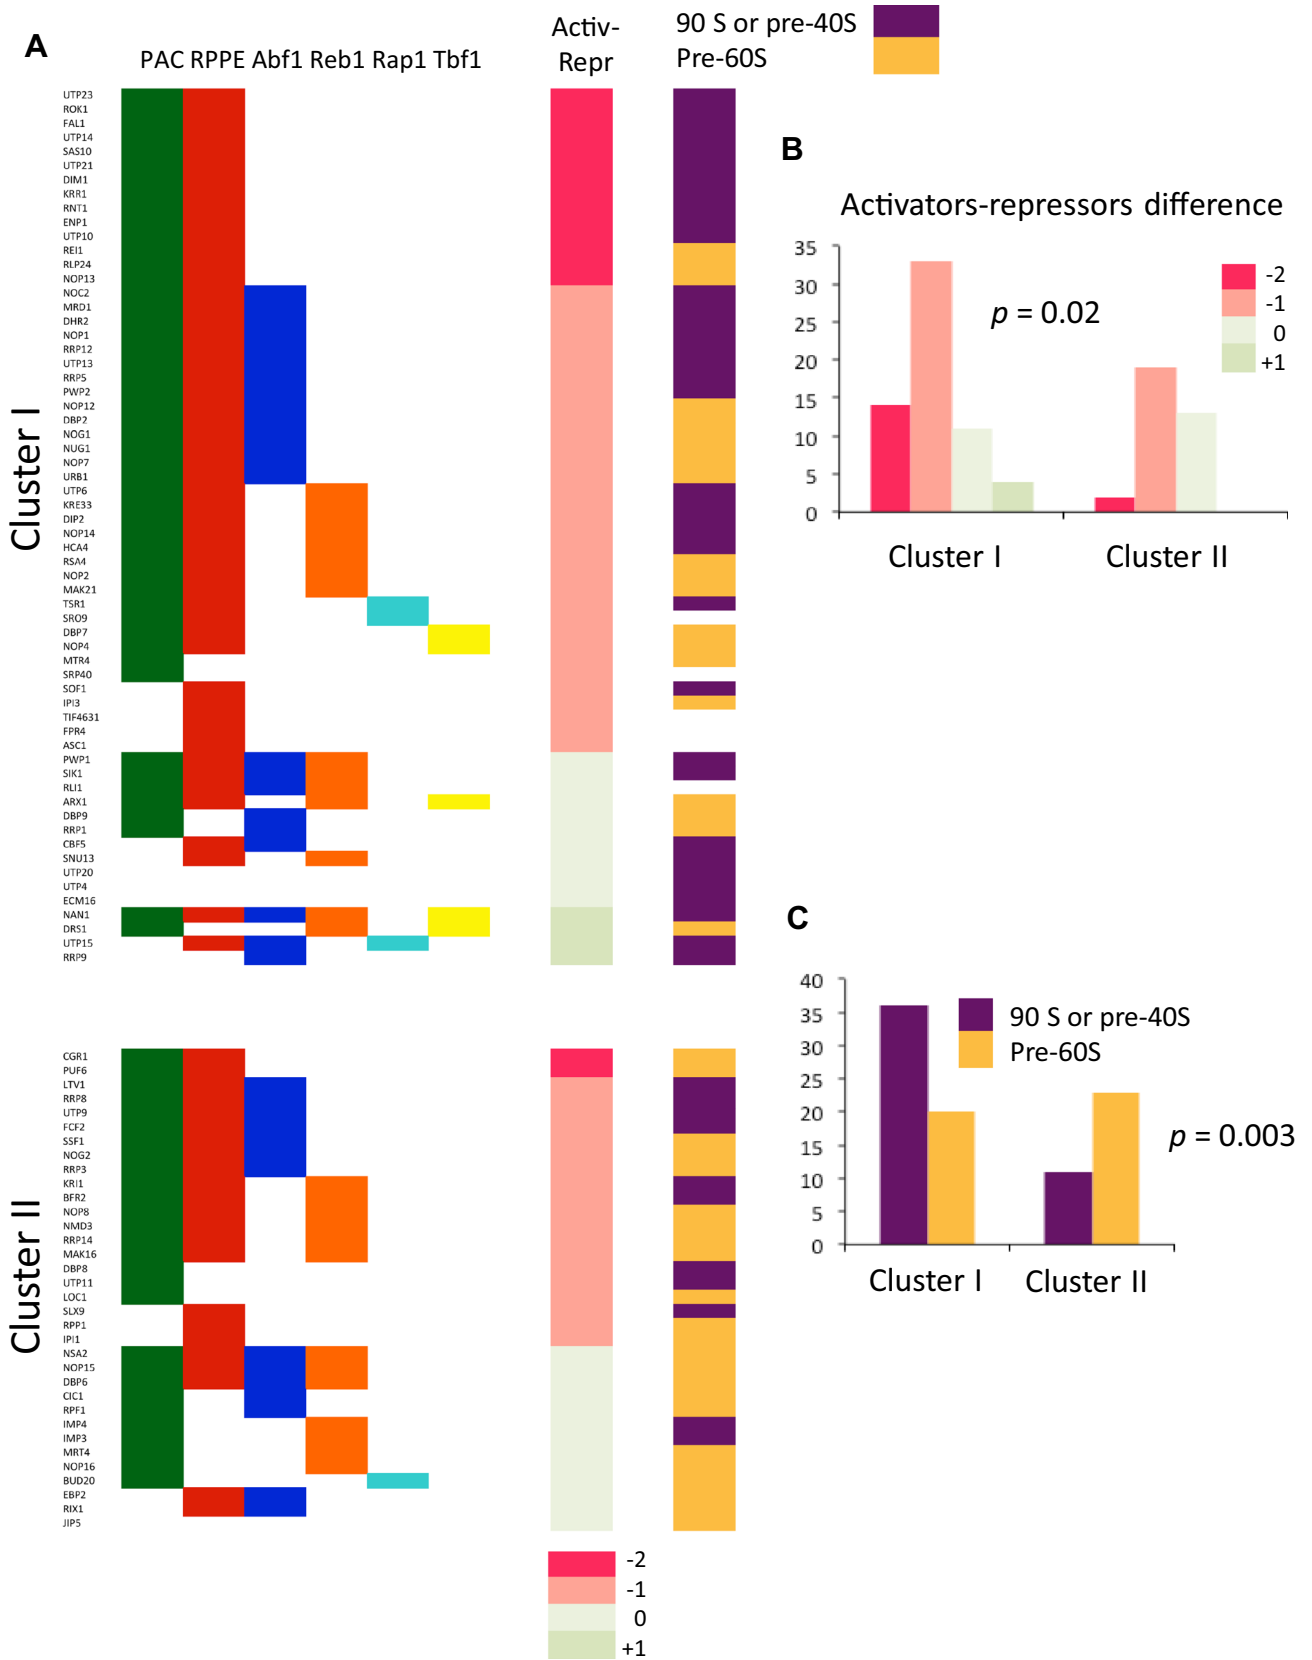 A
PAC RPPE Abf1 Reb1 Rap1 Tbf1
Activ-
Repr
90 S or pre-40S
Pre-60S
Cluster I
UTP23
ROK1
FAL1
UTP14
SAS10
UTP21
DIM1
KRR1
RNT1
ENP1
UTP10
REI1
RLP24
NOP13
NOC2
MRD1
DHR2
NOP1
RRP12
UTP13
RRP5
PWP2
NOP12
DBP2
NOG1
NUG1
NOP7
URB1
UTP6
KRE33
DIP2
NOP14
HCA4
RSA4
NOP2
MAK21
TSR1
SRO9
DBP7
NOP4
MTR4
SRP40
SOF1
IPI3
TIF4631
FPR4
ASC1
PWP1
SIK1
RLI1
ARX1
DBP9
RRP1
CBF5
SNU13
UTP20
UTP4
ECM16
NAN1
DRS1
UTP15
RRP9
Cluster II
CGR1
PUF6
LTV1
RRP8
UTP9
FCF2
SSF1
NOG2
RRP3
KRI1
BFR2
NOP8
NMD3
RRP14
MAK16
DBP8
UTP11
LOC1
SLX9
RPP1
IPI1
NSA2
NOP15
DBP6
CIC1
RPF1
IMP4
IMP3
MRT4
NOP16
BUD20
EBP2
RIX1
JIP5
-2
-1
0
+1
B
Activators-repressors difference
35
30
25
20
15
10
5
0
p = 0.02
-2
-1
0
+1
Cluster I
Cluster II
C
40
35
30
25
20
15
10
5
0
90 S or pre-40S
Pre-60S
p = 0.003
Cluster I
Cluster II